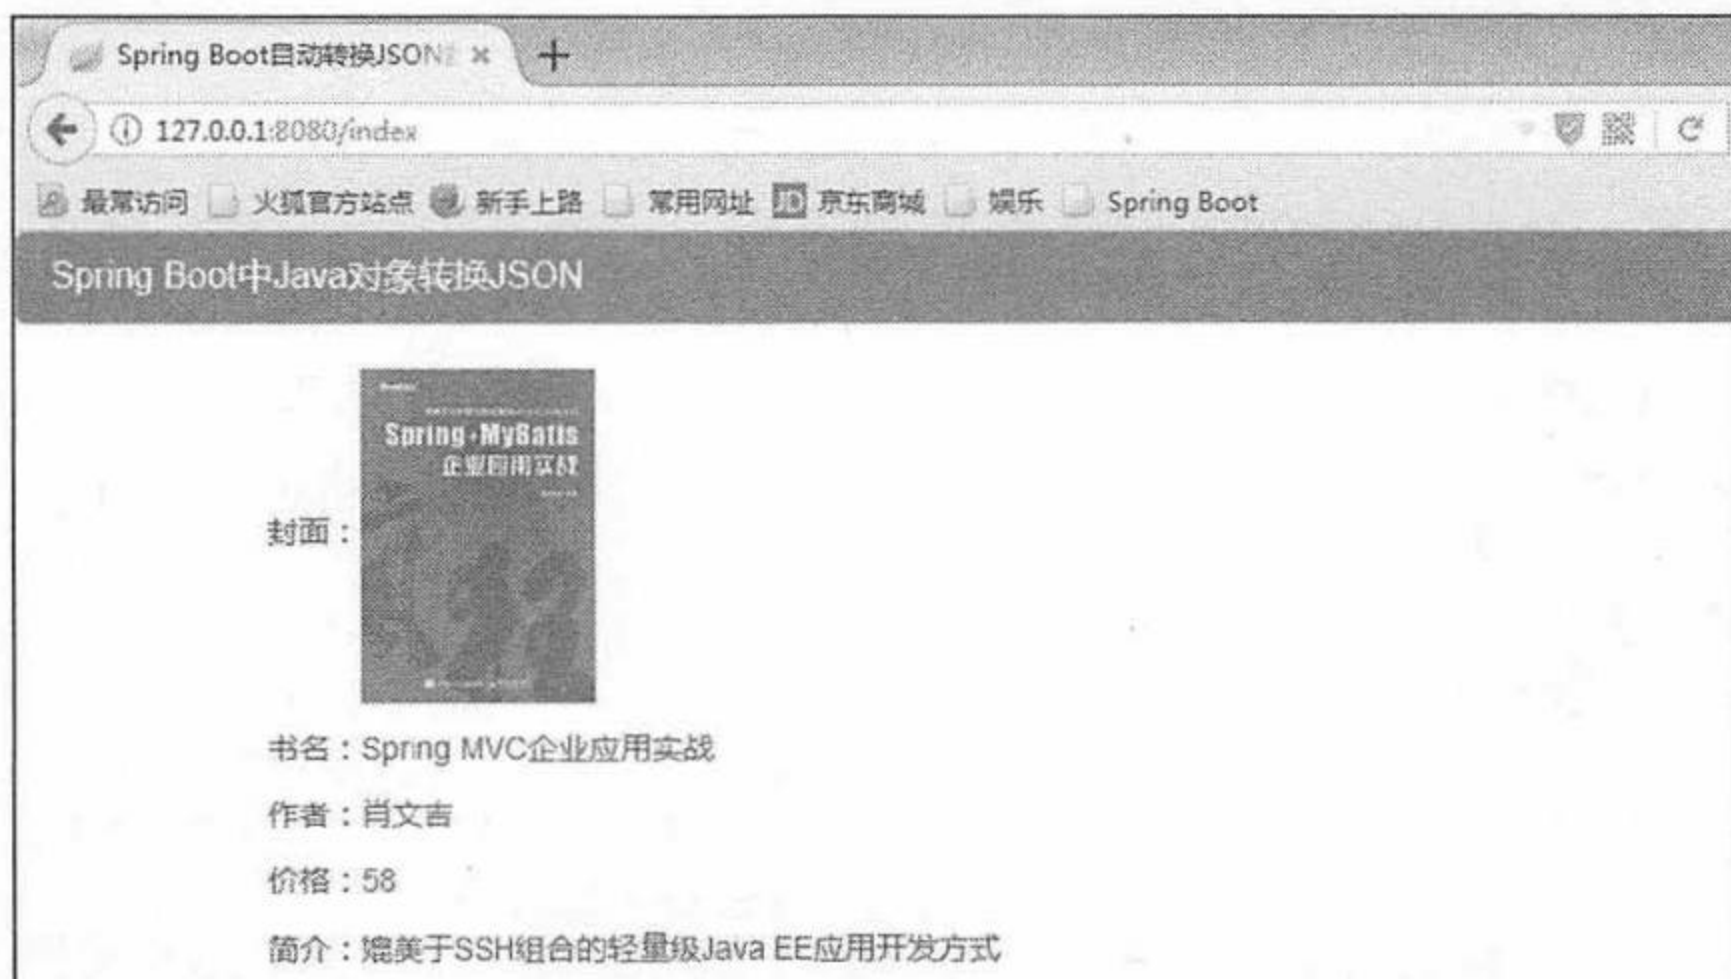 Spring Boot自动转换JSON
127.0.0.1:8080/index
最常访问 火狐官方站点 新手上路 常用网址 JD 京东商城 娱乐 Spring Boot
Spring Boot中Java对象转换JSON
Spring+MyBatis
企业应用实战
封面：
书名：Spring MVC企业应用实战
作者：肖文吉
价格：58
简介：媲美于SSH组合的轻量级Java EE应用开发方式